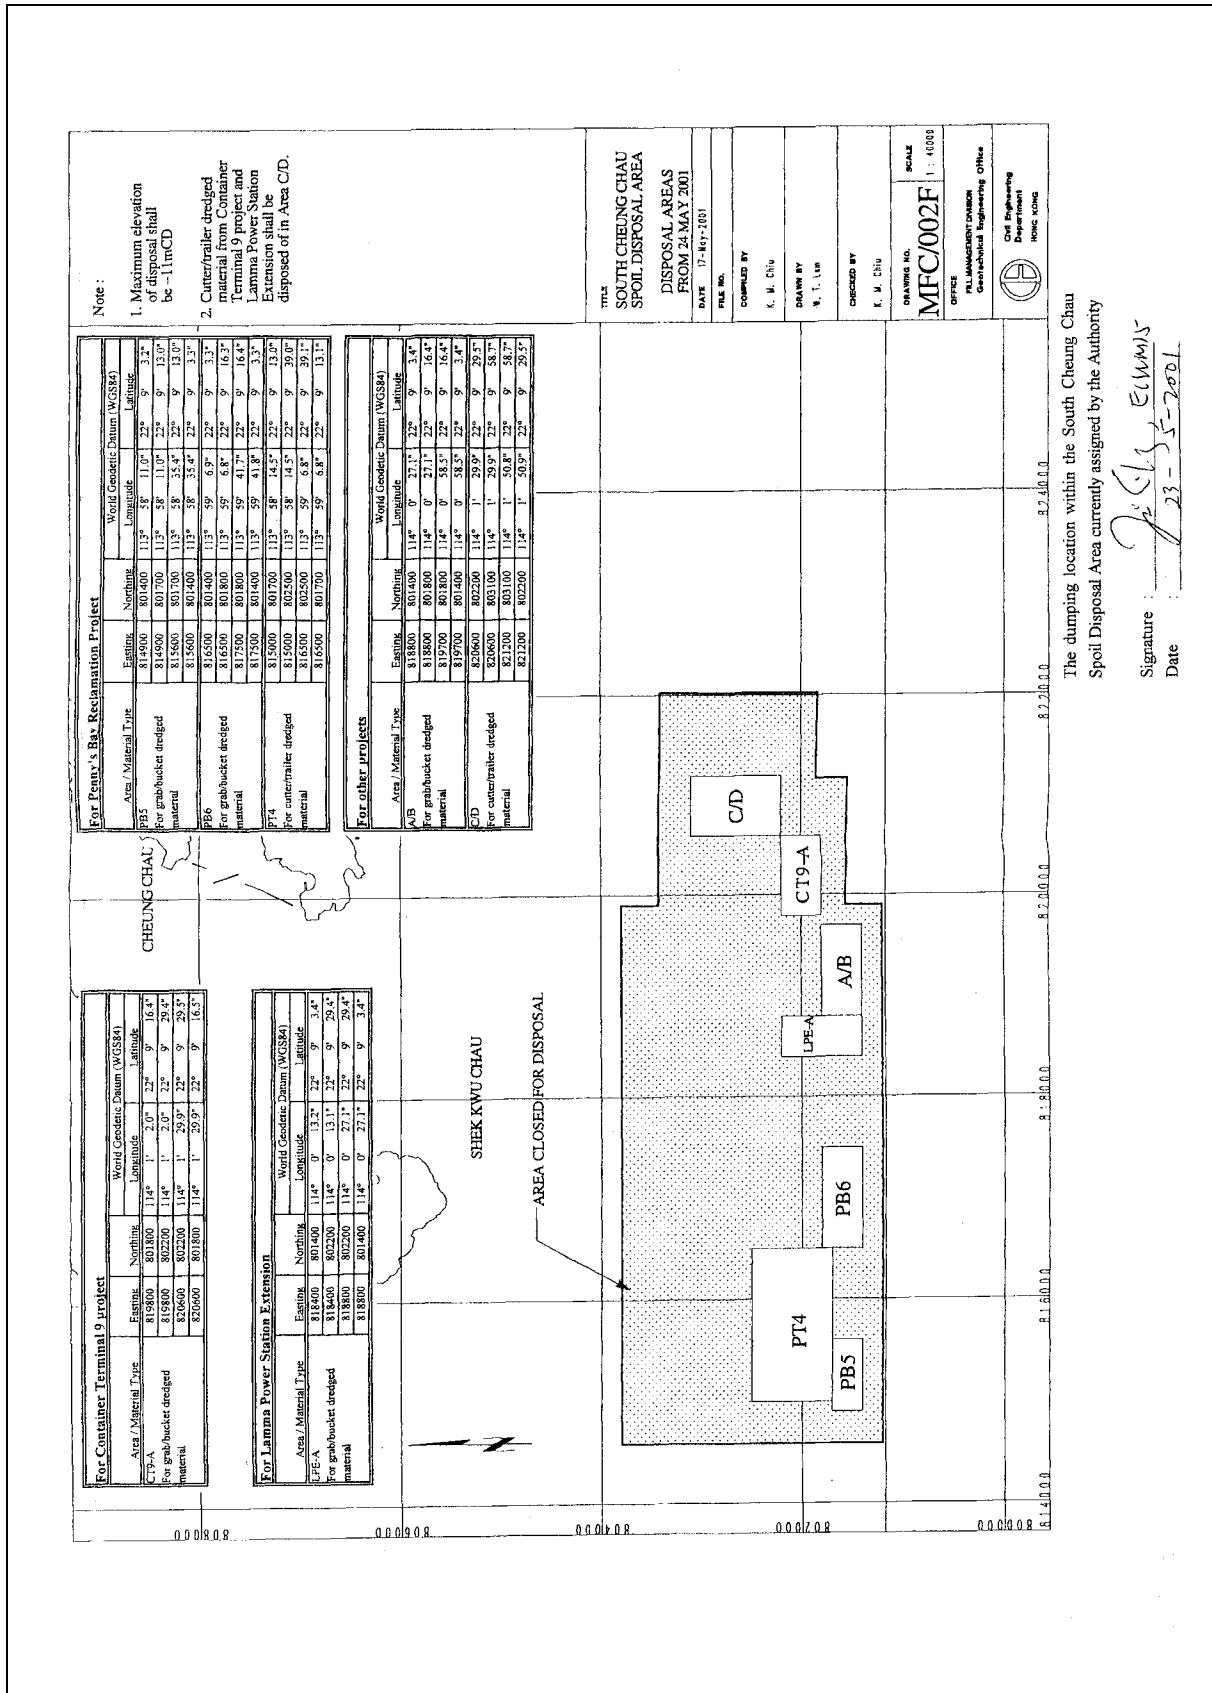 For Container Terminal 9 project
Area / Material Type Easting Northing World Geodetic Datum (WGS84)
Longitude Latitude
CT9-A 819800 801800 114° 1' 2.0" 22° 9' 16.4"
For grab/bucket dredged 819800 802200 114° 1' 2.0" 22° 9' 29.4"
material 820600 802200 114° 1' 29.9" 22° 9' 29.5"
820600 801800 114° 1' 29.9" 22° 9' 16.5"
For Lamma Power Station Extension
Area / Material Type Easting Northing World Geodetic Datum (WGS84)
Longitude Latitude
LPE-A 818400 801400 114° 0' 13.2" 22° 9' 3.4"
For grab/bucket dredged 818400 802200 114° 0' 13.1" 22° 9' 29.4"
material 818800 802200 114° 0' 27.1" 22° 9' 29.4"
818800 801400 114° 0' 27.1" 22° 9' 3.4"
For Penny's Bay Reclamation Project
Area / Material Type Easting Northing World Geodetic Datum (WGS84)
Longitude Latitude
PB5 814900 801400 113° 58' 11.0" 22° 9' 3.2"
For grab/bucket dredged 814900 801700 113° 58' 11.0" 22° 9' 13.0"
material 815600 801700 113° 58' 35.4" 22° 9' 13.0"
815600 801400 113° 58' 35.4" 22° 9' 3.3"
PB6 816500 801400 113° 59' 6.9" 22° 9' 3.3"
For grab/bucket dredged 816500 801800 113° 59' 6.8" 22° 9' 16.3"
material 817500 801800 113° 59' 41.7" 22° 9' 16.4"
817500 801400 113° 59' 41.8" 22° 9' 3.3"
PT4 815000 801700 113° 58' 14.5" 22° 9' 13.0"
For cutter/trailer dredged 815000 802500 113° 58' 14.5" 22° 9' 39.0"
material 816500 802500 113° 59' 6.8" 22° 9' 39.1"
816500 801700 113° 59' 6.8" 22° 9' 13.1"
For other projects
Area / Material Type Easting Northing World Geodetic Datum (WGS84)
Longitude Latitude
A/B 818800 801400 114° 0' 27.1" 22° 9' 3.4"
For grab/bucket dredged 818800 801800 114° 0' 27.1" 22° 9' 16.4"
material 819700 801800 114° 0' 58.5" 22° 9' 16.4"
819700 801400 114° 0' 58.5" 22° 9' 3.4"
C/D 820600 802200 114° 1' 29.9" 22° 9' 29.5"
For cutter/trailer dredged 820600 803100 114° 1' 29.9" 22° 9' 58.7"
material 821200 803100 114° 1' 50.8" 22° 9' 58.7"
821200 802200 114° 1' 50.9" 22° 9' 29.5"
Note :
1. Maximum elevation
of disposal shall
be -11mCD
2. Cutter/trailer dredged
material from Container
Terminal 9 project and
Lamma Power Station
Extension shall be
disposed of in Area C/D.
CHEUNG CHAU
SHEK KWU CHAU
AREA CLOSED FOR DISPOSAL
808000
806000
804000
802000
800000
C/D
CT9-A
A/B
LPE-A
PB6
PT4
PB5
814000
816000
818000
820000
822000
824000
TITLE
SOUTH CHEUNG CHAU
SPOIL DISPOSAL AREA
DISPOSAL AREAS
FROM 24 MAY 2001
DATE 17-May-2001
FILE NO.
COMPILED BY
K. M. Chiu
DRAWN BY
W. T. Lam
CHECKED BY
K. M. Chiu
DRAWING NO.
MFC/002F
SCALE
1 : 40000
OFFICE
FILL MANAGEMENT DIVISION
Geotechnical Engineering Office
Civil Engineering
Department
HONG KONG
The dumping location within the South Cheung Chau
Spoil Disposal Area currently assigned by the Authority
Signature :
Date : 23-5-2001